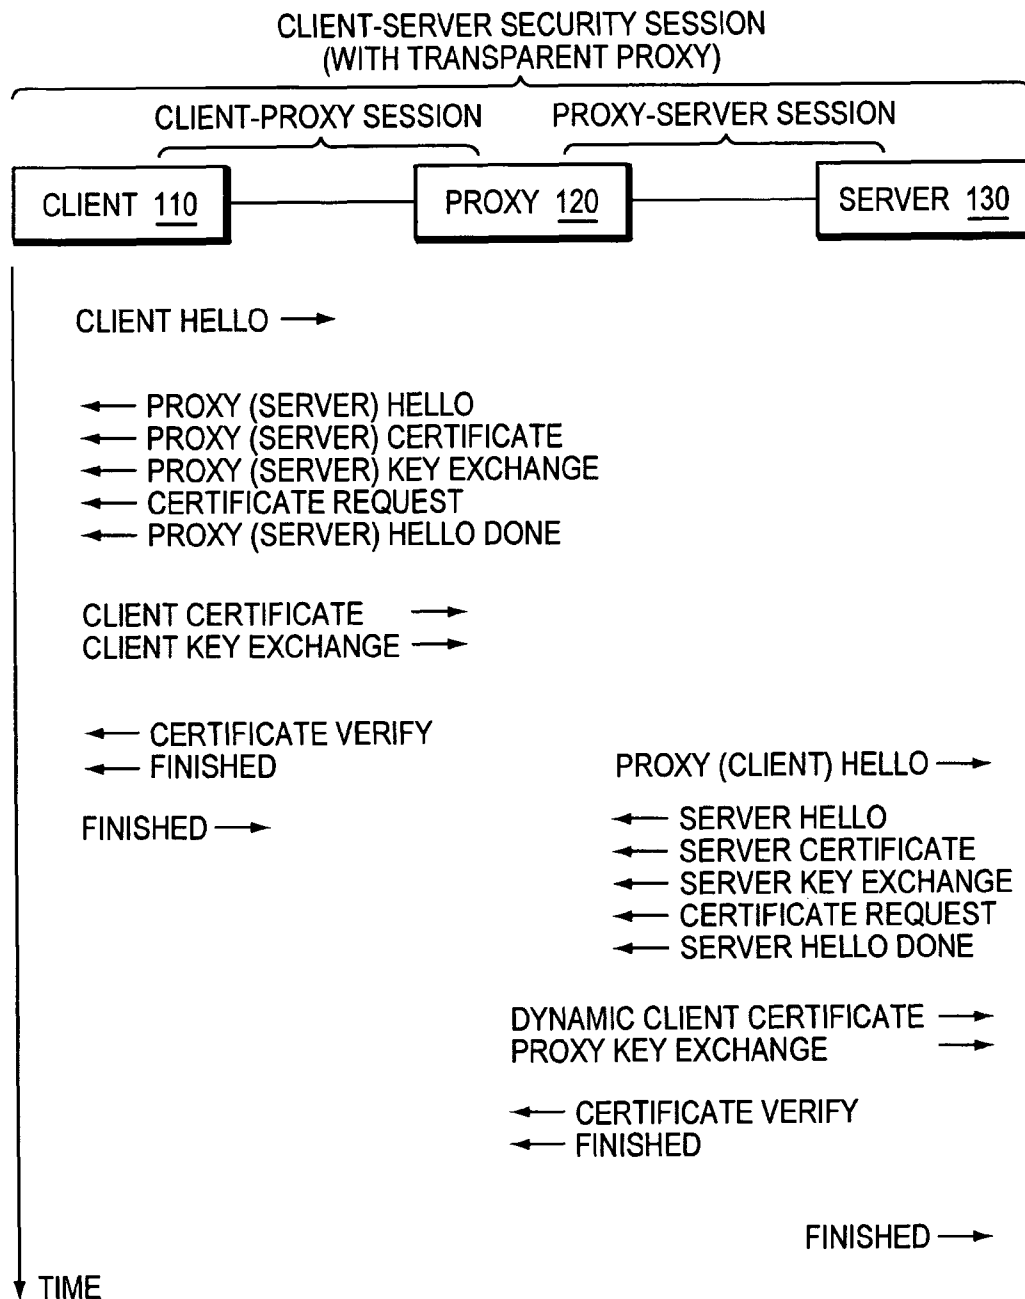 CLIENT-SERVER SECURITY SESSION
(WITH TRANSPARENT PROXY)
CLIENT-PROXY SESSION
PROXY-SERVER SESSION
CLIENT 110
PROXY 120
SERVER 130
CLIENT HELLO
PROXY (SERVER) HELLO
PROXY (SERVER) CERTIFICATE
PROXY (SERVER) KEY EXCHANGE
CERTIFICATE REQUEST
PROXY (SERVER) HELLO DONE
CLIENT CERTIFICATE
CLIENT KEY EXCHANGE
CERTIFICATE VERIFY
FINISHED
PROXY (CLIENT) HELLO
FINISHED
SERVER HELLO
SERVER CERTIFICATE
SERVER KEY EXCHANGE
CERTIFICATE REQUEST
SERVER HELLO DONE
DYNAMIC CLIENT CERTIFICATE
PROXY KEY EXCHANGE
CERTIFICATE VERIFY
FINISHED
FINISHED
TIME